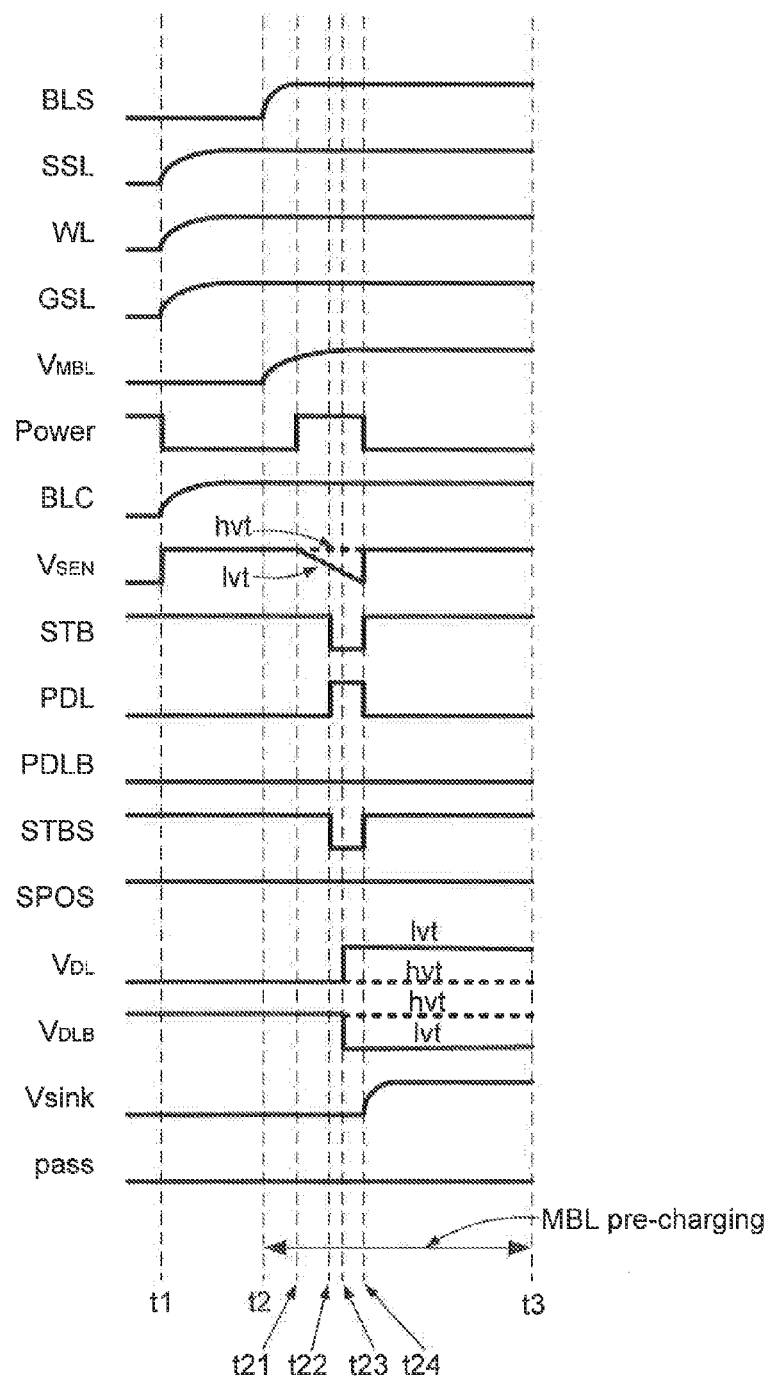 BLS
SSL
WL
GSL
VMBL
Power
BLC
hvt
VSEN
lvt
STB
PDL
PDLB
STBS
SPOS
lvt
VDL
hvt
hvt
VDLB
lvt
Vsink
pass
MBL pre-charging
t1 t2 t3
t21 t22 t23 t24